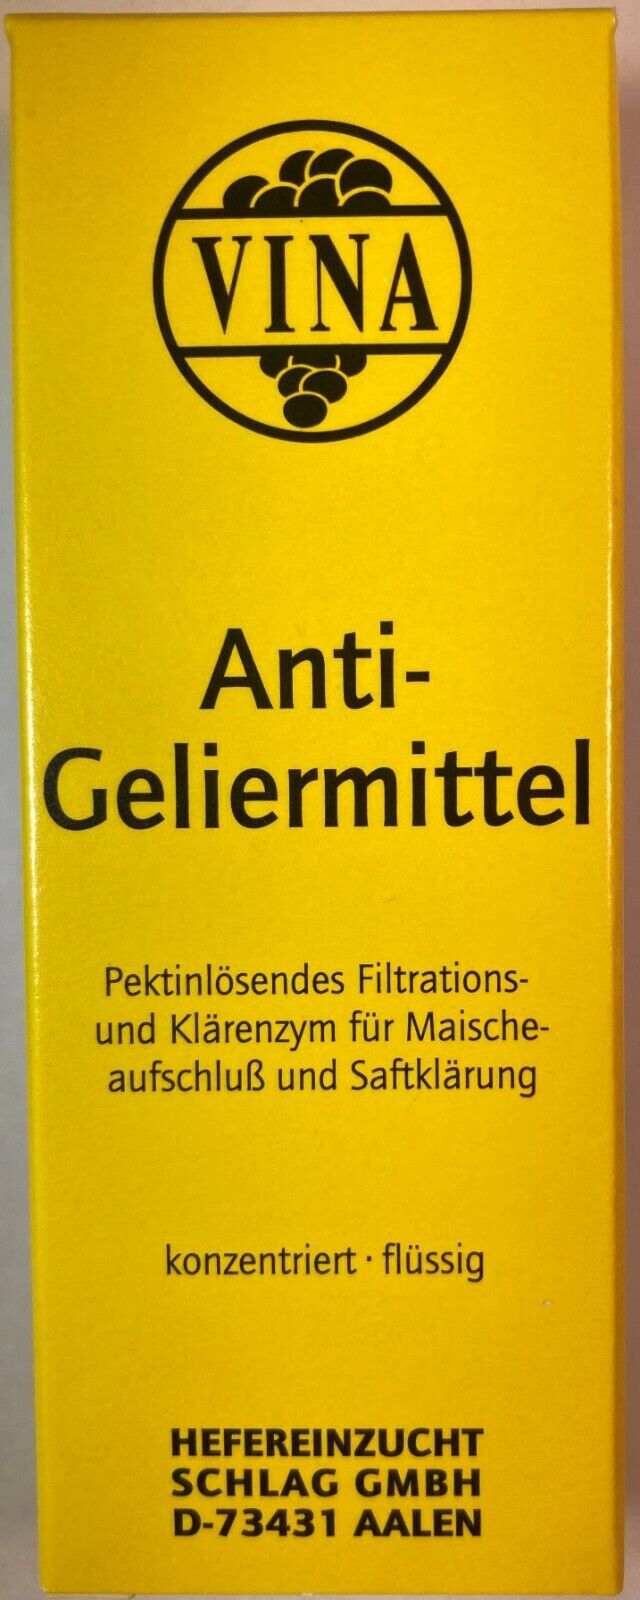 VINA
Anti-
Geliermittel
Pektinlösendes Filtrations-
und Klärenzym für Maische-
aufschluß und Saftklärung
konzentriert · flüssig
HEFEREINZUCHT
SCHLAG GMBH
D-73431 AALEN